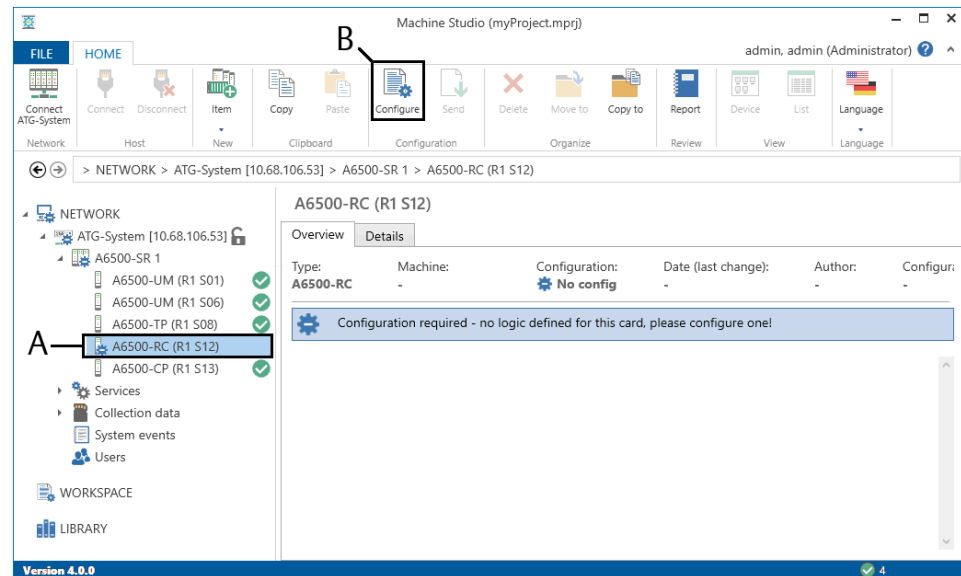 Machine Studio (myProject.mprj)
B
FILE HOME admin, admin (Administrator)
Connect ATG-System Connect Disconnect Item Copy Paste Configure Send Delete Move to Copy to Report Device List Language
Network Host New Clipboard Configuration Organize Review View Language
> NETWORK > ATG-System [10.68.106.53] > A6500-SR 1 > A6500-RC (R1 S12)
NETWORK
ATG-System [10.68.106.53]
A6500-SR 1
A6500-UM (R1 S01)
A6500-UM (R1 S06)
A6500-TP (R1 S08)
A
A6500-RC (R1 S12)
A6500-CP (R1 S13)
Services
Collection data
System events
Users
WORKSPACE
LIBRARY
A6500-RC (R1 S12)
Overview Details
Type: Machine: Configuration: Date (last change): Author: Configura
A6500-RC - No config - - -
Configuration required - no logic defined for this card, please configure one!
Version 4.0.0 4